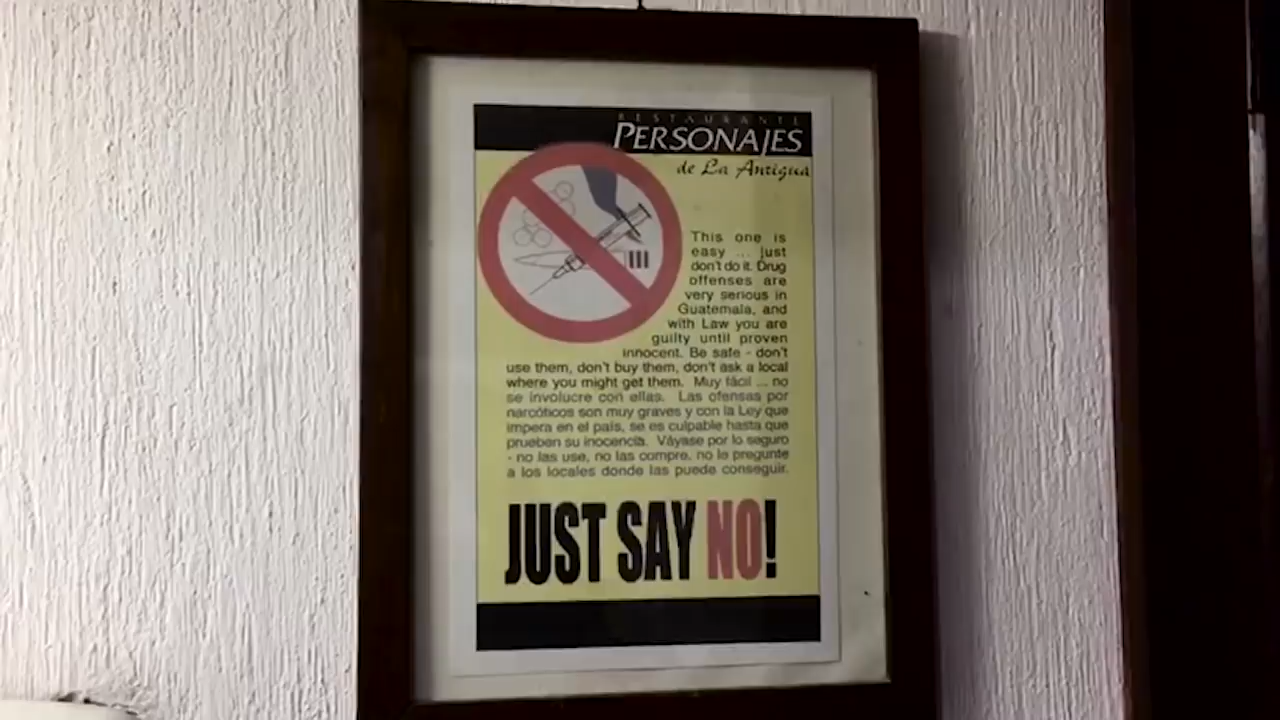 RESTAURANTE
PERSONAJES
de La Antigua
This one is
easy ... just
don't do it. Drug
offenses are
very serious in
Guatemala, and
with Law you are
guilty until proven
innocent. Be safe - don't
use them, don't buy them, don't ask a local
where you might get them. Muy fácil ... no
se involucre con ellas. Las ofensas por
narcóticos son muy graves y con la Ley que
impera en el país, se es culpable hasta que
prueben su inocencia. Váyase por lo seguro
- no las use, no las compre, no le pregunte
a los locales donde las puede conseguir.
JUST SAY NO!